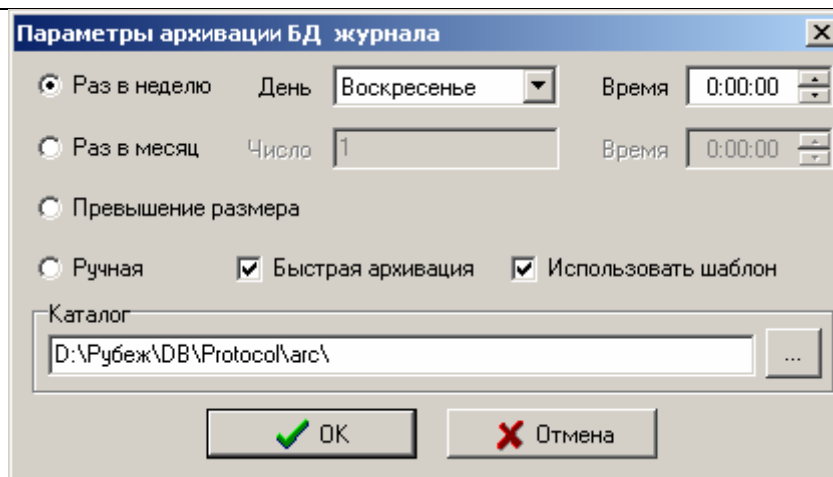 Параметры архивации БД журнала
Раз в неделю День Воскресенье Время 0:00:00
Раз в месяц Число 1 Время 0:00:00
Превышение размера
Ручная Быстрая архивация Использовать шаблон
Каталог
D:\Рубеж\DB\Protocol\arc\ ...
OK Отмена